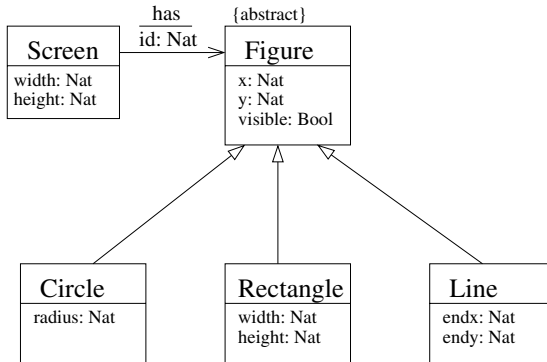 has
{abstract}
id: Nat
Screen
Figure
width: Nat
height: Nat
x: Nat
y: Nat
visible: Bool
Circle
radius: Nat
Rectangle
width: Nat
height: Nat
Line
endx: Nat
endy: Nat